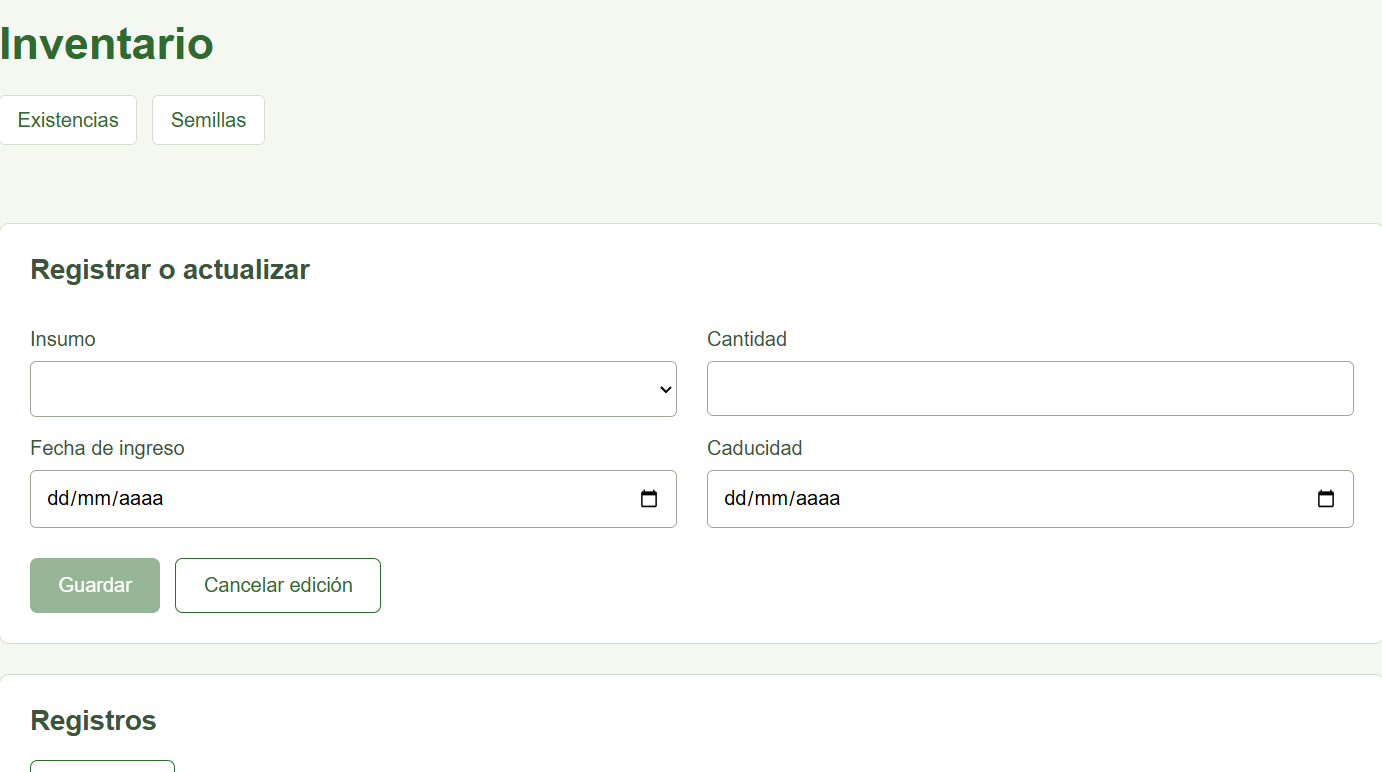 Inventario
Existencias Semillas
Registrar o actualizar
Insumo Cantidad
Fecha de ingreso Caducidad
dd/mm/aaaa dd/mm/aaaa
Guardar Cancelar edición
Registros